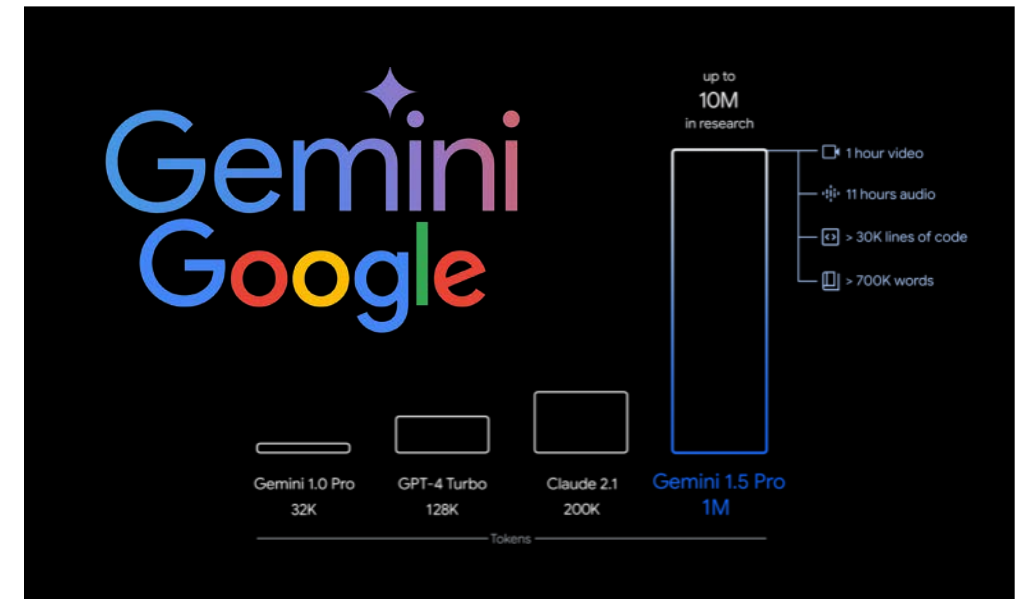 Gemini
Google
up to
10M
in research
1 hour video
11 hours audio
> 30K lines of code
> 700K words
Gemini 1.0 Pro
32K
GPT-4 Turbo
128K
Claude 2.1
200K
Gemini 1.5 Pro
1M
Tokens